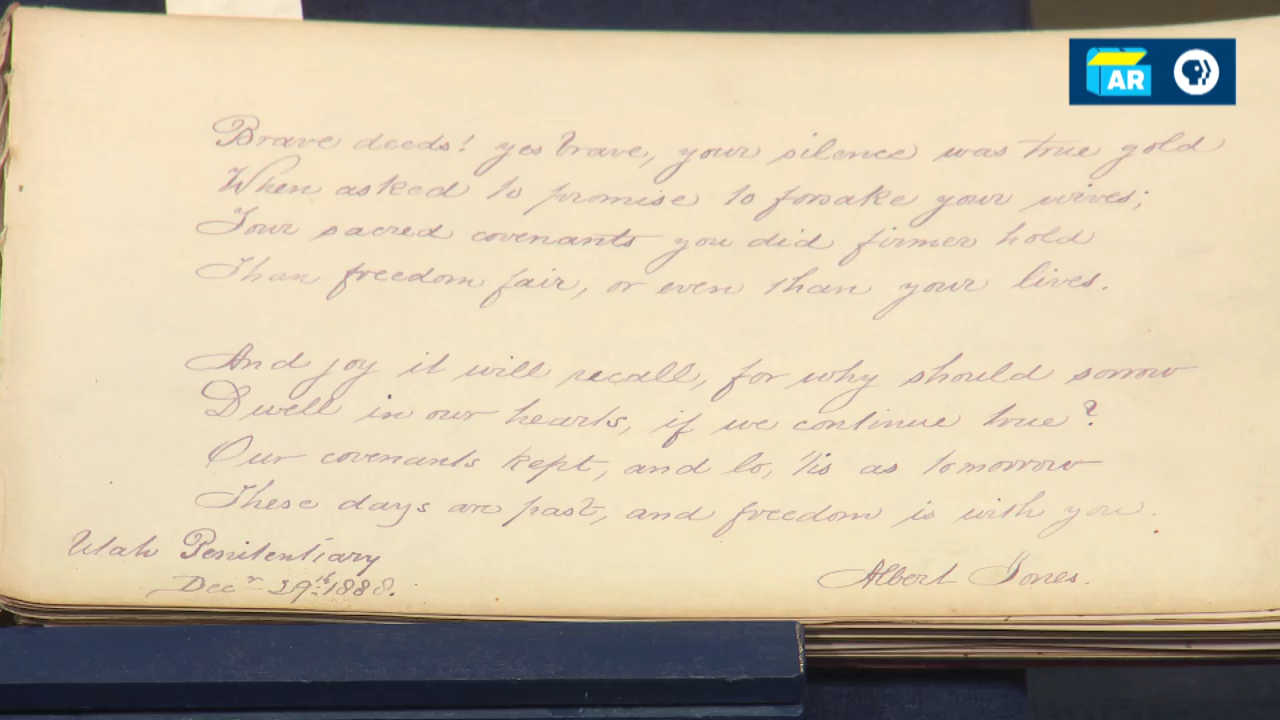 AR
Brave deeds! yes brave, your silence was true gold
When asked to promise to forsake your wives;
Your sacred covenants you did firmer hold
Than freedom fair, or even than your lives.
And joy it will recall, for why should sorrow
Dwell in our hearts, if we continue true?
Our covenants kept, and lo, 'tis as tomorrow
These days are past, and freedom is with you.
Utah Penitentiary
Decr 29th 1888.
Albert Jones.